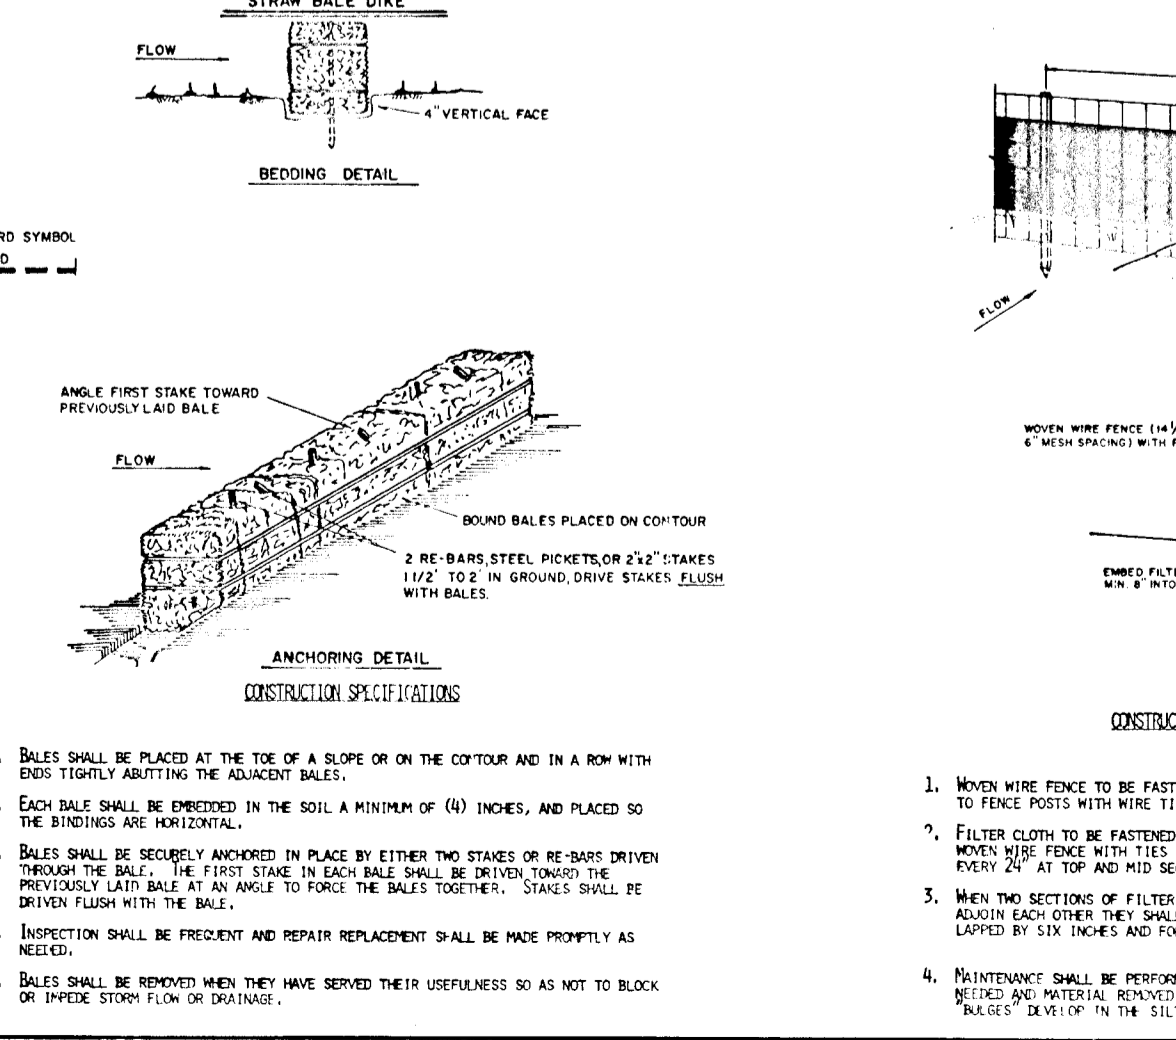 STRAW BALE DIKE
FLOW
4" VERTICAL FACE
BEDDING DETAIL
RD SYMBOL
D
ANGLE FIRST STAKE TOWARD
PREVIOUSLY LAID BALE
FLOW
BOUND BALES PLACED ON CONTOUR
2 RE-BARS, STEEL PICKETS, OR 2"x2" STAKES
1 1/2' TO 2' IN GROUND, DRIVE STAKES FLUSH
WITH BALES.
ANCHORING DETAIL
CONSTRUCTION SPECIFICATIONS
BALES SHALL BE PLACED AT THE TOE OF A SLOPE OR ON THE CONTOUR AND IN A ROW WITH
ENDS TIGHTLY ABUTTING THE ADJACENT BALES.
EACH BALE SHALL BE EMBEDDED IN THE SOIL A MINIMUM OF (4) INCHES, AND PLACED SO
THE BINDINGS ARE HORIZONTAL.
BALES SHALL BE SECURELY ANCHORED IN PLACE BY EITHER TWO STAKES OR RE-BARS DRIVEN
THROUGH THE BALE. THE FIRST STAKE IN EACH BALE SHALL BE DRIVEN TOWARD THE
PREVIOUSLY LAID BALE AT AN ANGLE TO FORCE THE BALES TOGETHER. STAKES SHALL BE
DRIVEN FLUSH WITH THE BALE.
INSPECTION SHALL BE FREQUENT AND REPAIR REPLACEMENT SHALL BE MADE PROMPTLY AS
NEEDED.
BALES SHALL BE REMOVED WHEN THEY HAVE SERVED THEIR USEFULNESS SO AS NOT TO BLOCK
OR IMPEDE STORM FLOW OR DRAINAGE.
FLOW
WOVEN WIRE FENCE (14
6" MESH SPACING) WITH
EMBED FILT
MIN. 8" INTO
CONSTRUC
1. WOVEN WIRE FENCE TO BE FAST
TO FENCE POSTS WITH WIRE TI
2. FILTER CLOTH TO BE FASTENED
WOVEN WIRE FENCE WITH TIES
EVERY 24" AT TOP AND MID SE
3. WHEN TWO SECTIONS OF FILTER
ADJOIN EACH OTHER THEY SHAL
LAPPED BY SIX INCHES AND FO
4. MAINTENANCE SHALL BE PERFOR
NEEDED AND MATERIAL REMOVED
"BULGES" DEVELOP IN THE SIL